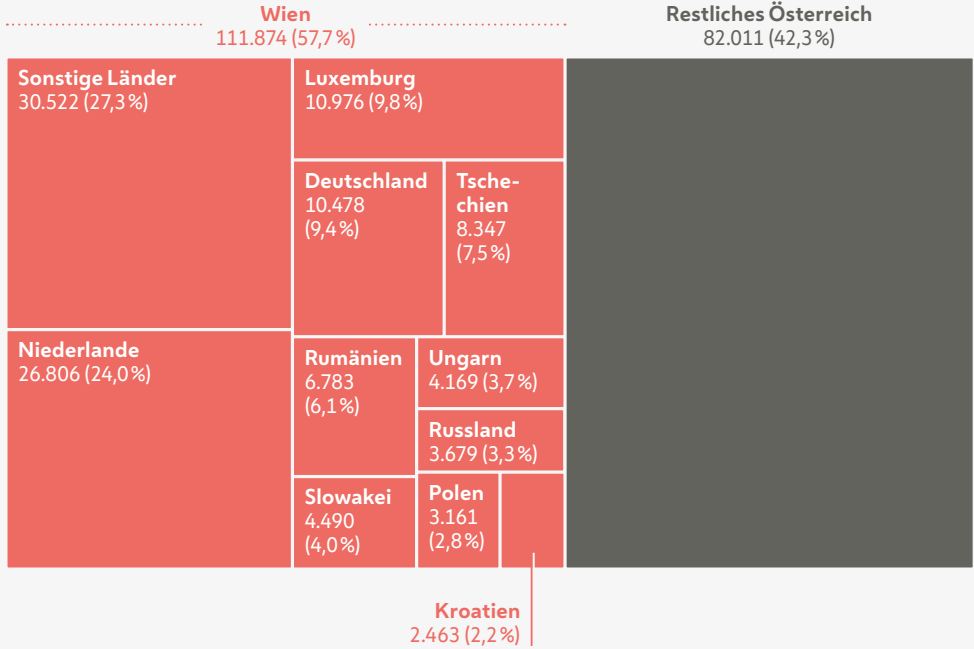 Wien
111.874 (57,7 %)
Restliches Österreich
82.011 (42,3 %)
Sonstige Länder
30.522 (27,3 %)
Luxemburg
10.976 (9,8 %)
Deutschland
10.478
(9,4 %)
Tsche-
chien
8.347
(7,5 %)
Niederlande
26.806 (24,0 %)
Rumänien
6.783
(6,1 %)
Ungarn
4.169 (3,7 %)
Russland
3.679 (3,3 %)
Slowakei
4.490
(4,0 %)
Polen
3.161
(2,8 %)
Kroatien
2.463 (2,2 %)